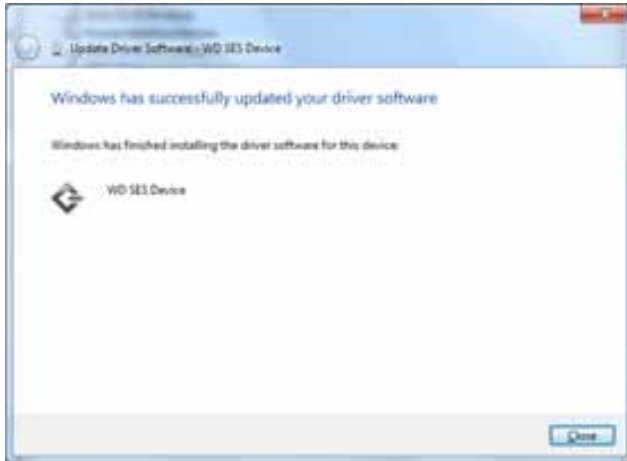 Update Driver Software - WD SES Device
Windows has successfully updated your driver software
Windows has finished installing the driver software for this device:
WD SES Device
Close